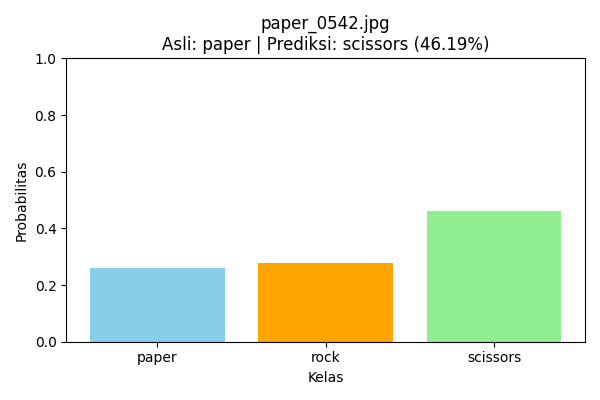 paper_0542.jpg
Asli: paper | Prediksi: scissors (46.19%)
1.0
0.8
0.6
0.4
0.2
0.0
Probabilitas
paper rock scissors
Kelas